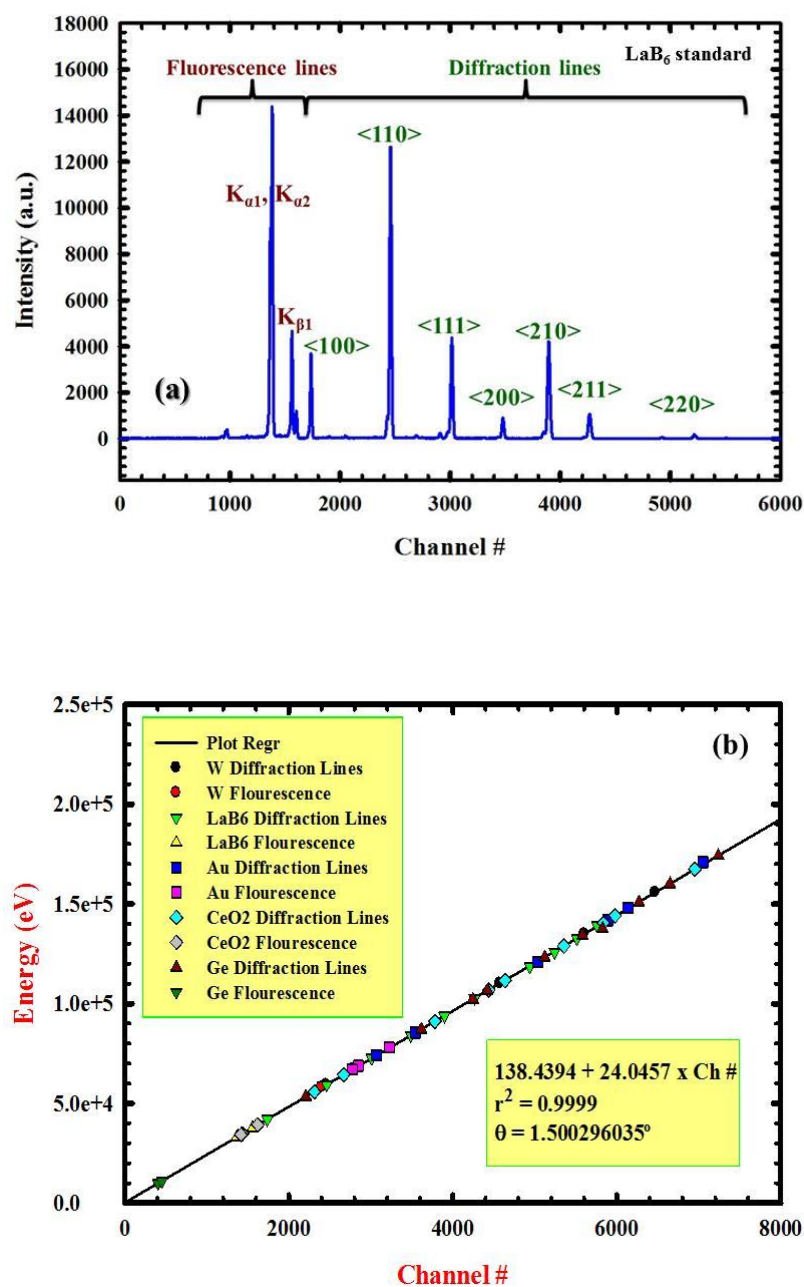 18000
16000
14000
12000
10000
8000
6000
4000
2000
0
Intensity (a.u.)
Fluorescence lines
Diffraction lines
LaB₆ standard
<110>
Kα1, Kα2
Kβ1
<100>
<111>
<200>
<210>
<211>
<220>
(a)
0 1000 2000 3000 4000 5000 6000
Channel #
2.5e+5
2.0e+5
1.5e+5
1.0e+5
5.0e+4
0.0
Energy (eV)
(b)
Plot Regr
W Diffraction Lines
W Flourescence
LaB6 Diffraction Lines
LaB6 Flourescence
Au Diffraction Lines
Au Flourescence
CeO2 Diffraction Lines
CeO2 Flourescence
Ge Diffraction Lines
Ge Flourescence
138.4394 + 24.0457 x Ch #
r² = 0.9999
θ = 1.500296035º
0 2000 4000 6000 8000
Channel #